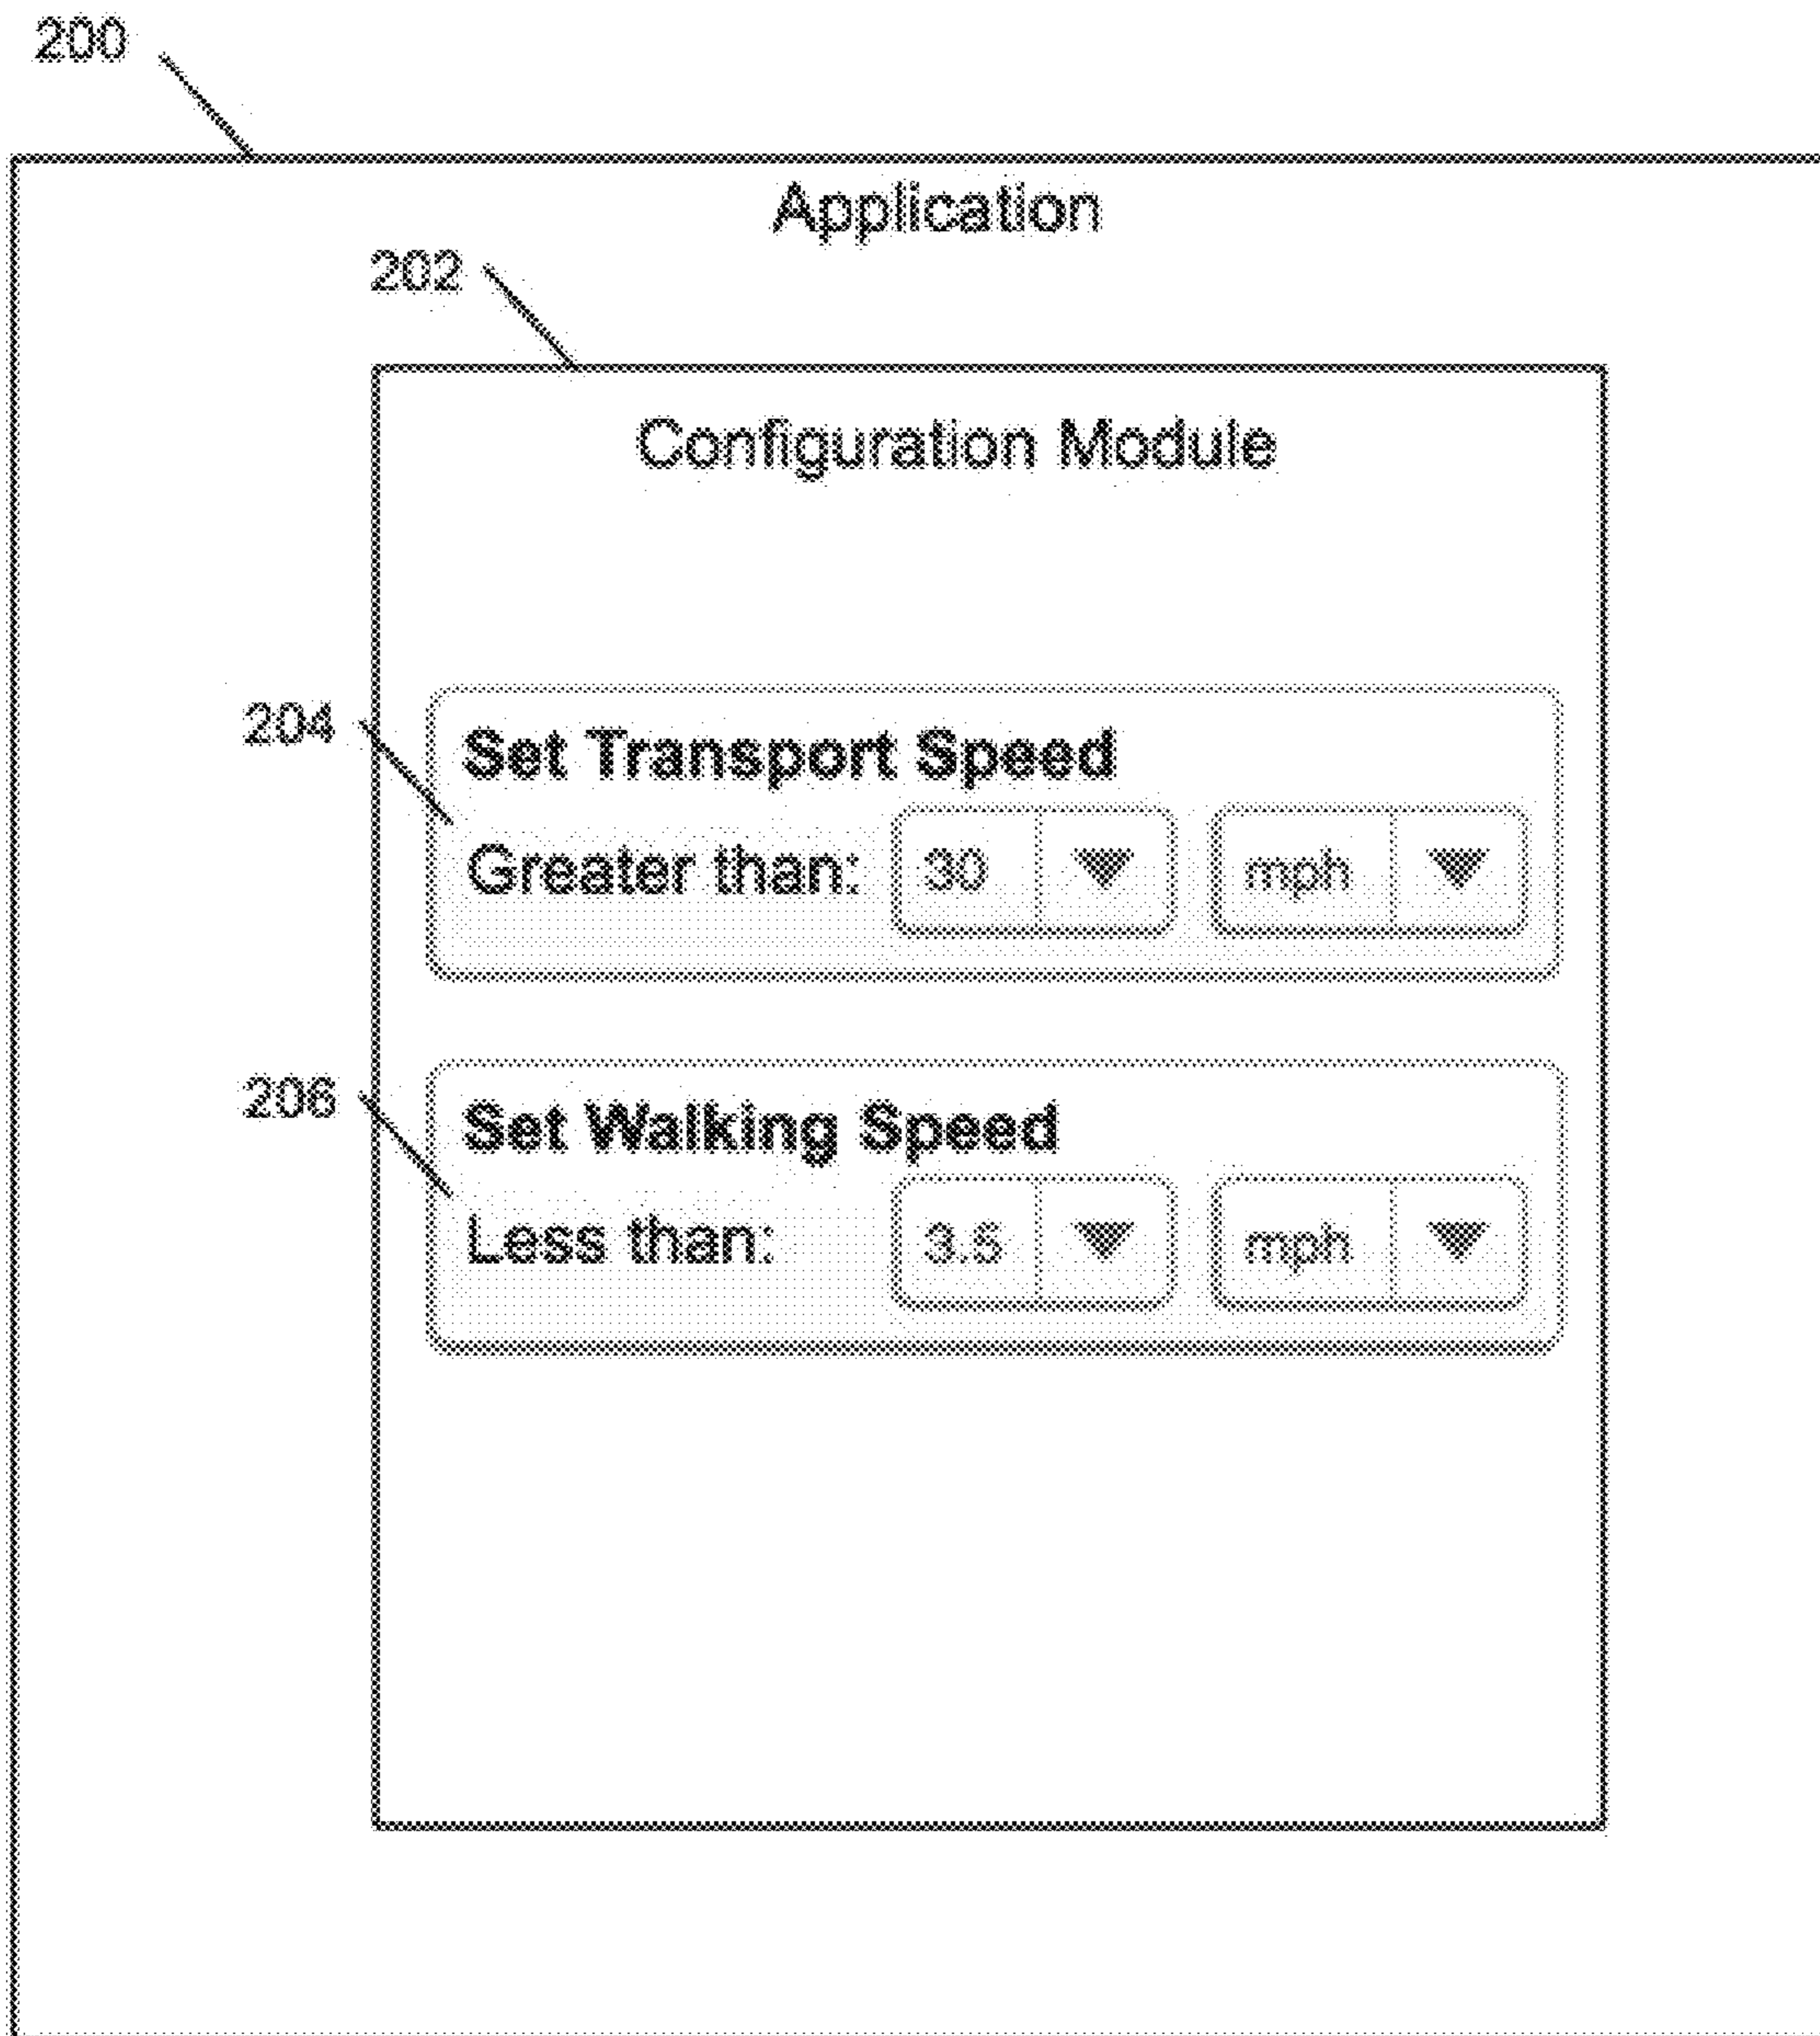 200
Application
202
Configuration Module
204
Set Transport Speed
Greater than: 30 mph
206
Set Walking Speed
Less than: 3.5 mph